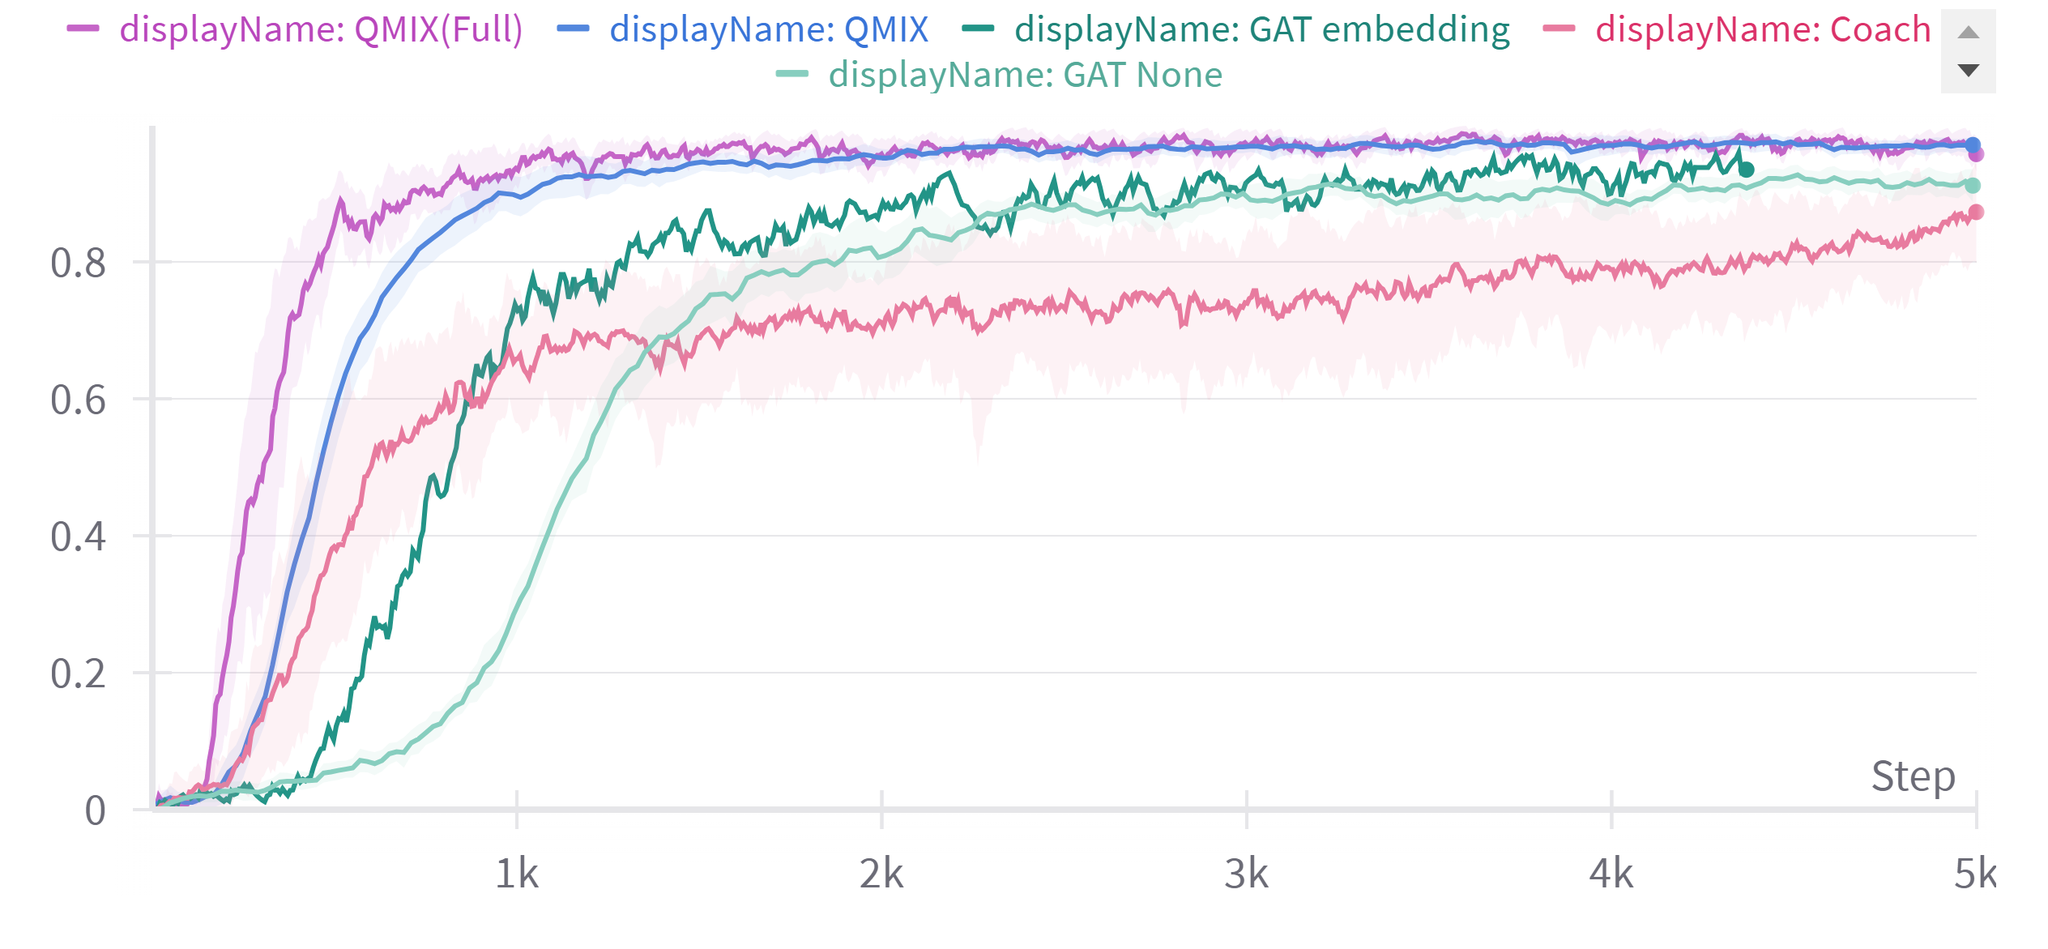 displayName: QMIX(Full) displayName: QMIX displayName: GAT embedding displayName: Coach
displayName: GAT None
0.8
0.6
0.4
0.2
Step
0
1k 2k 3k 4k 5k